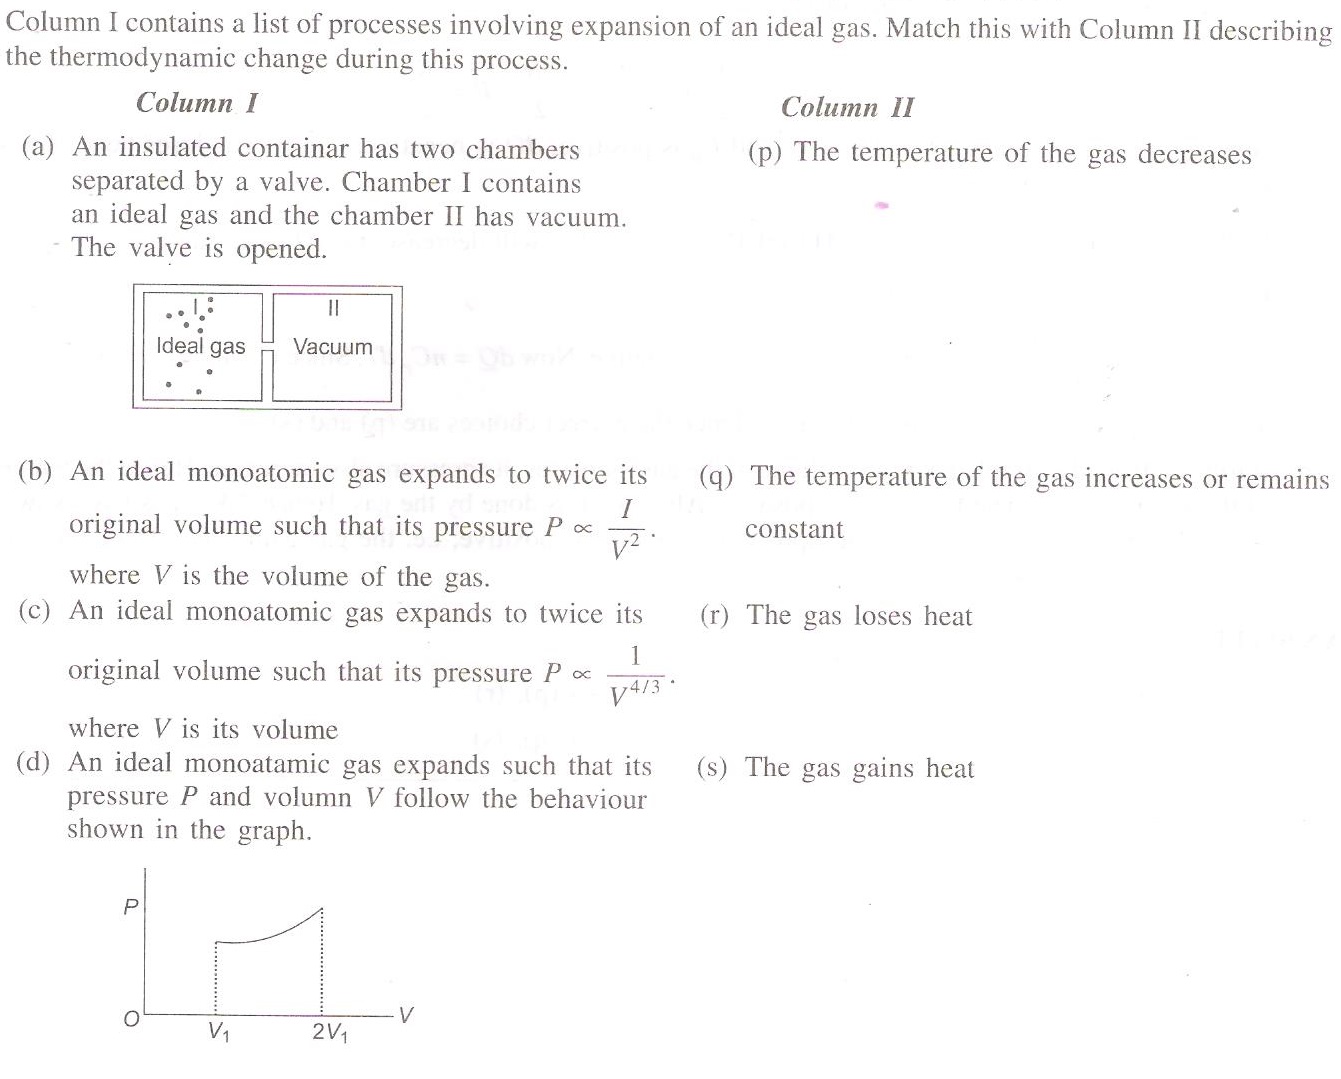 Column I contains a list of processes involving expansion of an ideal gas. Match this with Column II describing
the thermodynamic change during this process.
Column I
Column II
(a) An insulated containar has two chambers
separated by a valve. Chamber I contains
an ideal gas and the chamber II has vacuum.
The valve is opened.
(p) The temperature of the gas decreases
I
II
Ideal gas
Vacuum
(b) An ideal monoatomic gas expands to twice its
original volume such that its pressure P ∝ I/V².
where V is the volume of the gas.
(q) The temperature of the gas increases or remains
constant
(c) An ideal monoatomic gas expands to twice its
original volume such that its pressure P ∝ 1/V^4/3.
where V is its volume
(r) The gas loses heat
(d) An ideal monoatamic gas expands such that its
pressure P and volumn V follow the behaviour
shown in the graph.
(s) The gas gains heat
P
O
V₁
2V₁
V